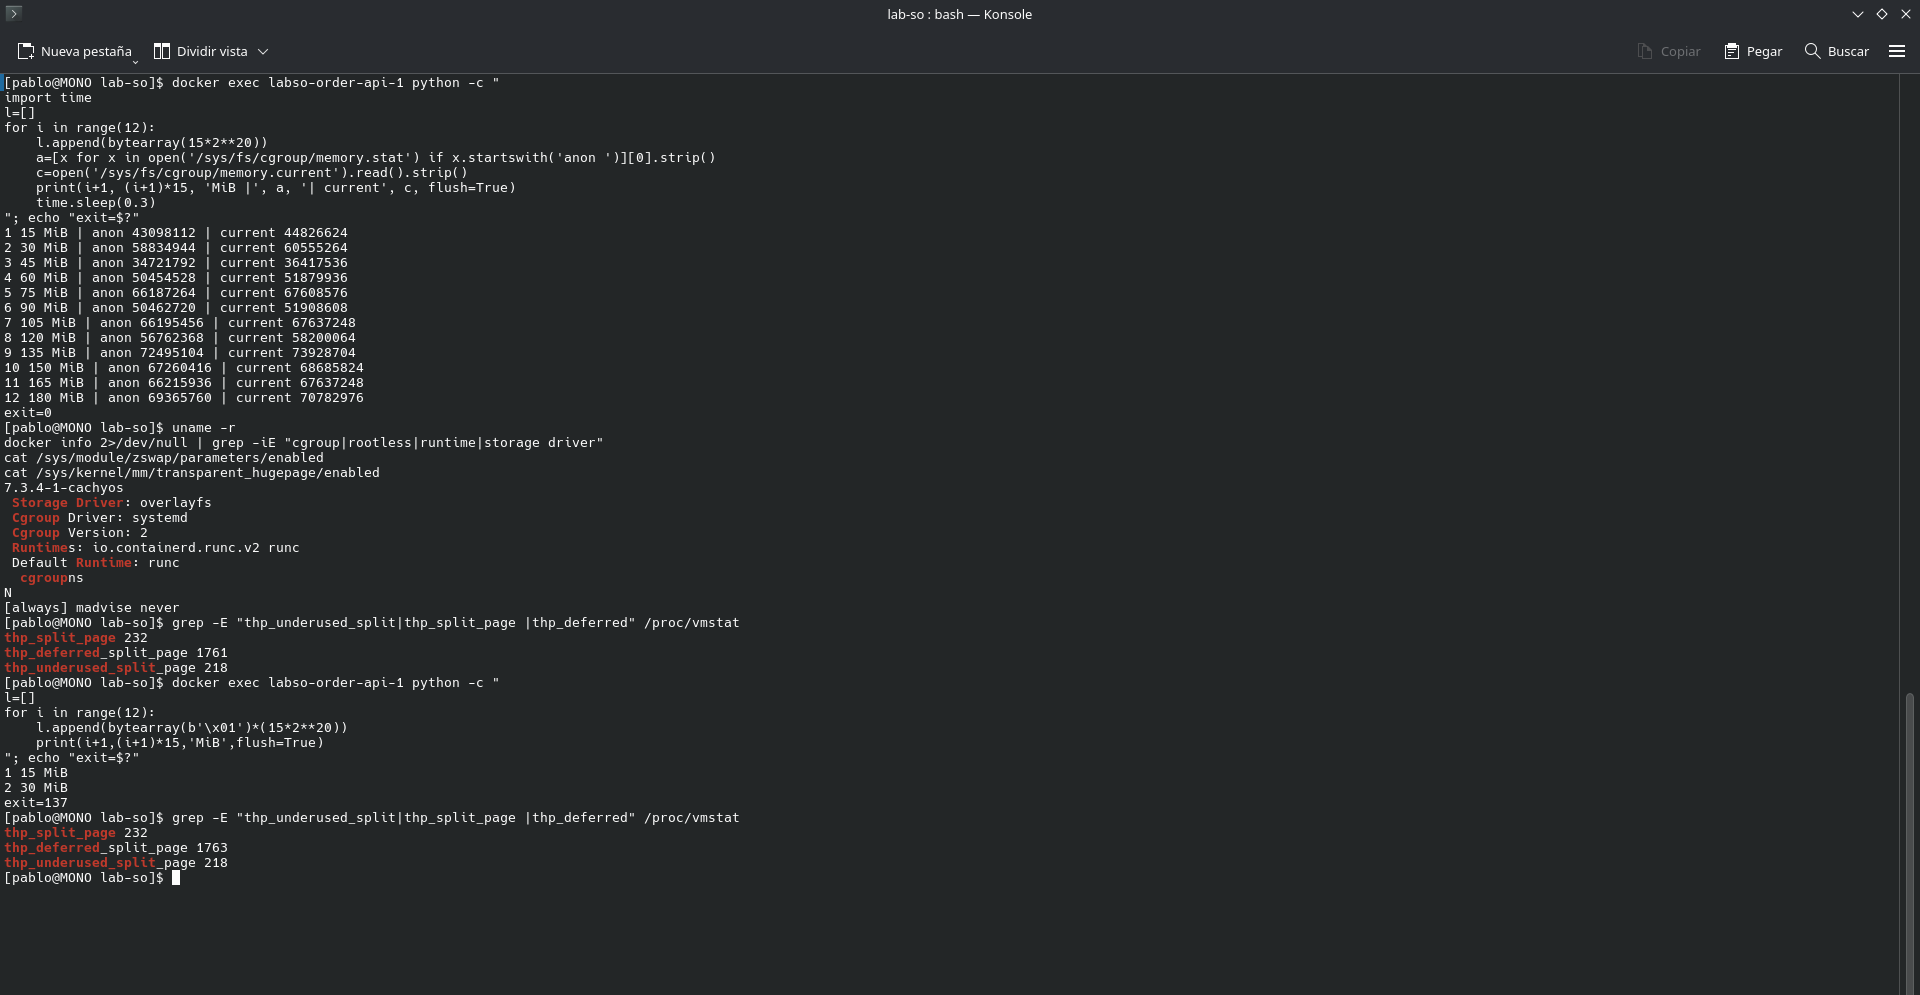 lab-so : bash — Konsole
Nueva pestaña
Dividir vista
Copiar
Pegar
Buscar
[pablo@MONO lab-so]$ docker exec labso-order-api-1 python -c "
import time
l=[]
for i in range(12):
    l.append(bytearray(15*2**20))
    a=[x for x in open('/sys/fs/cgroup/memory.stat') if x.startswith('anon ')][0].strip()
    c=open('/sys/fs/cgroup/memory.current').read().strip()
    print(i+1, (i+1)*15, 'MiB |', a, '| current', c, flush=True)
    time.sleep(0.3)
"; echo "exit=$?"
1 15 MiB | anon 43098112 | current 44826624
2 30 MiB | anon 58834944 | current 60555264
3 45 MiB | anon 34721792 | current 36417536
4 60 MiB | anon 50454528 | current 51879936
5 75 MiB | anon 66187264 | current 67608576
6 90 MiB | anon 50462720 | current 51908608
7 105 MiB | anon 66195456 | current 67637248
8 120 MiB | anon 56762368 | current 58200064
9 135 MiB | anon 72495104 | current 73928704
10 150 MiB | anon 67260416 | current 68685824
11 165 MiB | anon 66215936 | current 67637248
12 180 MiB | anon 69365760 | current 70782976
exit=0
[pablo@MONO lab-so]$ uname -r
docker info 2>/dev/null | grep -iE "cgroup|rootless|runtime|storage driver"
cat /sys/module/zswap/parameters/enabled
cat /sys/kernel/mm/transparent_hugepage/enabled
7.3.4-1-cachyos
 Storage Driver: overlayfs
 Cgroup Driver: systemd
 Cgroup Version: 2
 Runtimes: io.containerd.runc.v2 runc
 Default Runtime: runc
  cgroupns
N
[always] madvise never
[pablo@MONO lab-so]$ grep -E "thp_underused_split|thp_split_page |thp_deferred" /proc/vmstat
thp_split_page 232
thp_deferred_split_page 1761
thp_underused_split_page 218
[pablo@MONO lab-so]$ docker exec labso-order-api-1 python -c "
l=[]
for i in range(12):
    l.append(bytearray(b'\x01')*(15*2**20))
    print(i+1,(i+1)*15,'MiB',flush=True)
"; echo "exit=$?"
1 15 MiB
2 30 MiB
exit=137
[pablo@MONO lab-so]$ grep -E "thp_underused_split|thp_split_page |thp_deferred" /proc/vmstat
thp_split_page 232
thp_deferred_split_page 1763
thp_underused_split_page 218
[pablo@MONO lab-so]$